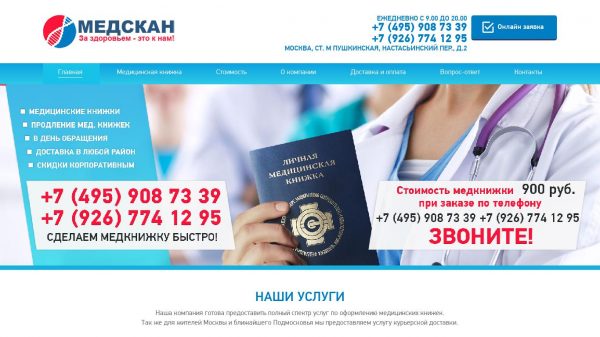 МЕДСКАН
За здоровьем - это к нам!
ЕЖЕДНЕВНО С 9.00 ДО 20.00
+7 (495) 908 73 39
+7 (926) 774 12 95
МОСКВА, СТ. М ПУШКИНСКАЯ, НАСТАСЬИНСКИЙ ПЕР., Д.2
Онлайн заявка
Главная Медицинская книжка Стоимость О компании Доставка и оплата Вопрос-ответ Контакты
МЕДИЦИНСКИЕ КНИЖКИ
ПРОДЛЕНИЕ МЕД. КНИЖЕК
В ДЕНЬ ОБРАЩЕНИЯ
ДОСТАВКА В ЛЮБОЙ РАЙОН
СКИДКИ КОРПОРАТИВНЫМ
+7 (495) 908 73 39
+7 (926) 774 12 95
СДЕЛАЕМ МЕДКНИЖКУ БЫСТРО!
ЛИЧНАЯ
МЕДИЦИНСКАЯ
КНИЖКА
Стоимость медкнижки 900 руб.
при заказе по телефону
+7 (495) 908 73 39 +7 (926) 774 12 95
ЗВОНИТЕ!
НАШИ УСЛУГИ
Наша компания готова предоставить полный спектр услуг по оформлению медицинских книжек.
Так же для жителей Москвы и ближайшего Подмосковья мы предоставляем услугу курьерской доставки.